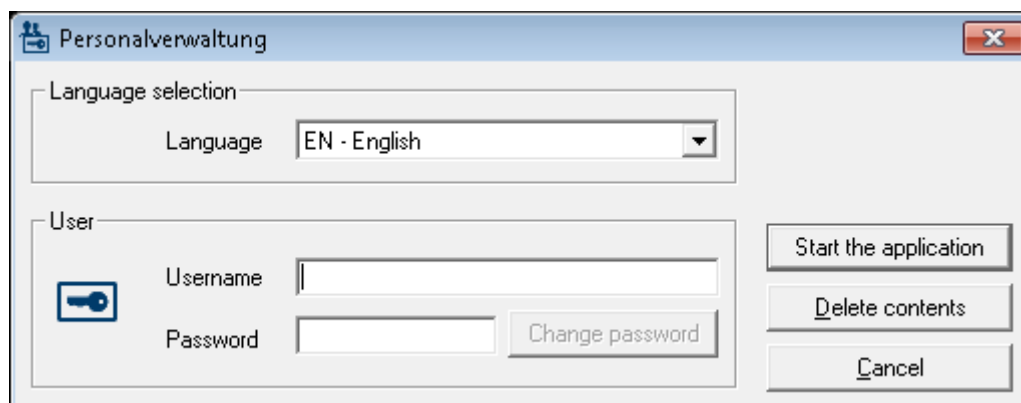 Personalverwaltung
Language selection
Language EN - English
User
Username
Password Change password
Start the application
Delete contents
Cancel